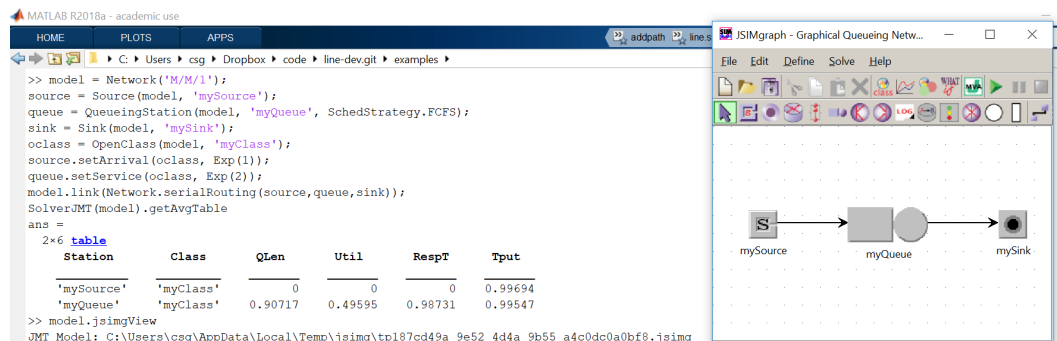 MATLAB R2018a - academic use
HOME PLOTS APPS addpath line.s
C: Users csg Dropbox code line-dev.git examples
>> model = Network('M/M/1');
source = Source(model, 'mySource');
queue = QueueingStation(model, 'myQueue', SchedStrategy.FCFS);
sink = Sink(model, 'mySink');
oclass = OpenClass(model, 'myClass');
source.setArrival(oclass, Exp(1));
queue.setService(oclass, Exp(2));
model.link(Network.serialRouting(source,queue,sink));
SolverJMT(model).getAvgTable
ans =
2×6 table
Station Class QLen Util RespT Tput
'mySource' 'myClass' 0 0 0 0.99694
'myQueue' 'myClass' 0.90717 0.49595 0.98731 0.99547
>> model.jsimgView
JMT Model: C:\Users\csg\AppData\Local\Temp\jsimg\tp187cd49a_9e52_4d4a_9b55_a4c0dc0a0bf8.jsimg
JSIMgraph - Graphical Queueing Netw...
File Edit Define Solve Help
class WHAT IF MVA
S LOG
S
mySource myQueue mySink